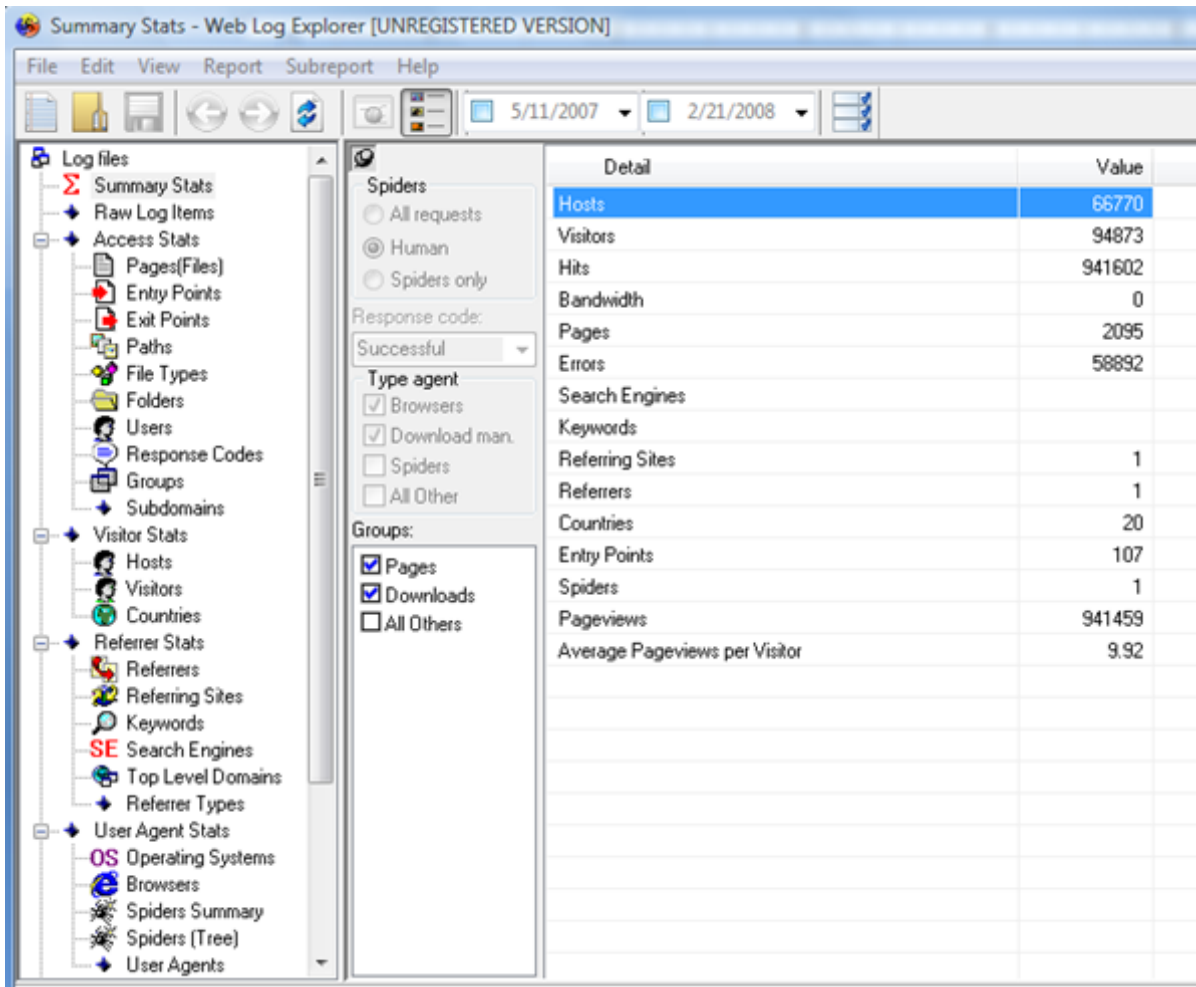 Summary Stats - Web Log Explorer [UNREGISTERED VERSION]
File Edit View Report Subreport Help
5/11/2007 2/21/2008
Log files
Summary Stats
Raw Log Items
Access Stats
Pages(Files)
Entry Points
Exit Points
Paths
File Types
Folders
Users
Response Codes
Groups
Subdomains
Visitor Stats
Hosts
Visitors
Countries
Referrer Stats
Referrers
Referring Sites
Keywords
SE Search Engines
Top Level Domains
Referrer Types
User Agent Stats
OS Operating Systems
Browsers
Spiders Summary
Spiders (Tree)
User Agents
Spiders
All requests
Human
Spiders only
Response code:
Successful
Type agent
Browsers
Download man.
Spiders
All Other
Groups:
Pages
Downloads
All Others
Detail Value
Hosts 66770
Visitors 94873
Hits 941602
Bandwidth 0
Pages 2095
Errors 58892
Search Engines
Keywords
Referring Sites 1
Referrers 1
Countries 20
Entry Points 107
Spiders 1
Pageviews 941459
Average Pageviews per Visitor 9.92